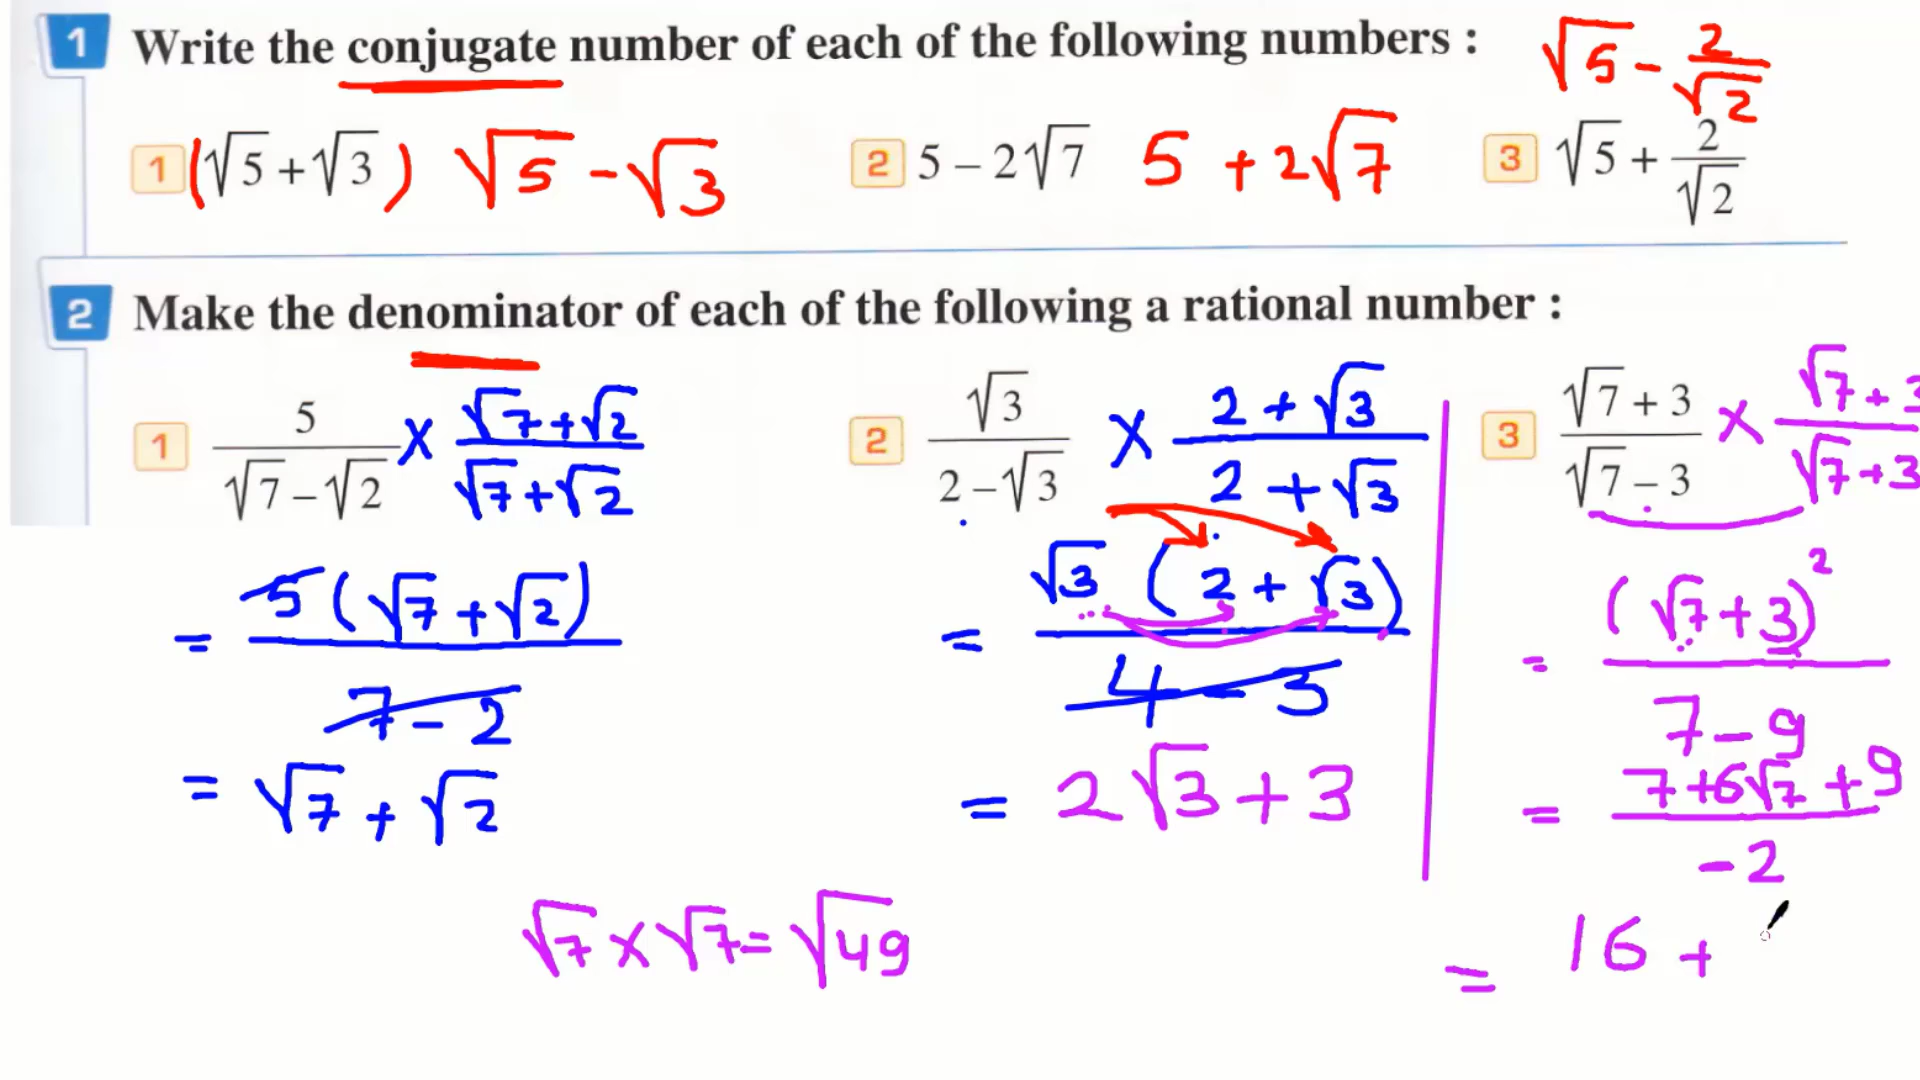 1 Write the conjugate number of each of the following numbers : √5 - 2/√2
1 (√5 + √3) √5 - √3
2 5 – 2√7 5 + 2√7
3 √5 + 2/√2
2 Make the denominator of each of the following a rational number :
1 5/(√7 – √2) × (√7 + √2)/(√7 + √2)
= 5(√7 + √2)/(7 - 2)
= √7 + √2
2 √3/(2 – √3) × (2 + √3)/(2 + √3)
= √3 (2 + √3)/(4 - 3)
= 2√3 + 3
3 (√7 + 3)/(√7 – 3) × (√7 + 3)/(√7 + 3)
= (√7 + 3)²/(7 - 9)
= (7 + 6√7 + 9)/(-2)
= 16 +
√7 × √7 = √49